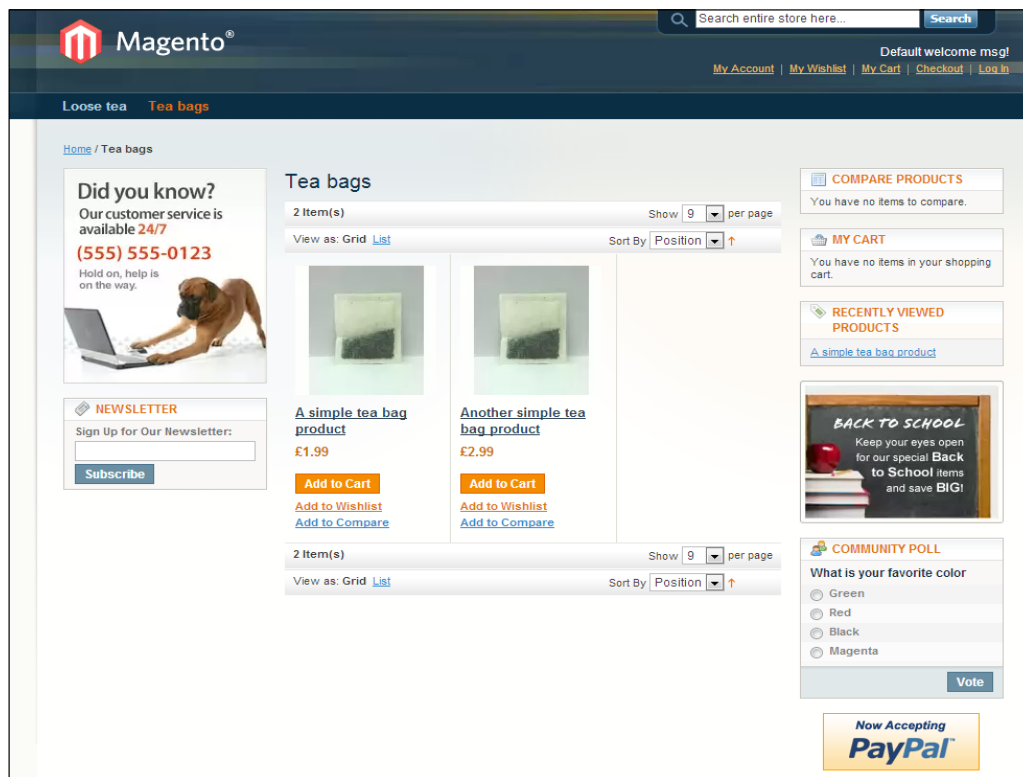 Search entire store here...
Search
Magento®
Default welcome msg!
My Account | My Wishlist | My Cart | Checkout | Log In
Loose tea
Tea bags
Home / Tea bags
Did you know?
Our customer service is
available 24/7
(555) 555-0123
Hold on, help is
on the way.
NEWSLETTER
Sign Up for Our Newsletter:
Subscribe
Tea bags
2 Item(s)
Show 9 per page
View as: Grid List
Sort By Position
A simple tea bag
product
£1.99
Add to Cart
Add to Wishlist
Add to Compare
Another simple tea
bag product
£2.99
Add to Cart
Add to Wishlist
Add to Compare
2 Item(s)
Show 9 per page
View as: Grid List
Sort By Position
COMPARE PRODUCTS
You have no items to compare.
MY CART
You have no items in your shopping
cart.
RECENTLY VIEWED
PRODUCTS
A simple tea bag product
BACK TO SCHOOL
Keep your eyes open
for our special Back
to School items
and save BIG!
COMMUNITY POLL
What is your favorite color
Green
Red
Black
Magenta
Vote
Now Accepting
PayPal™